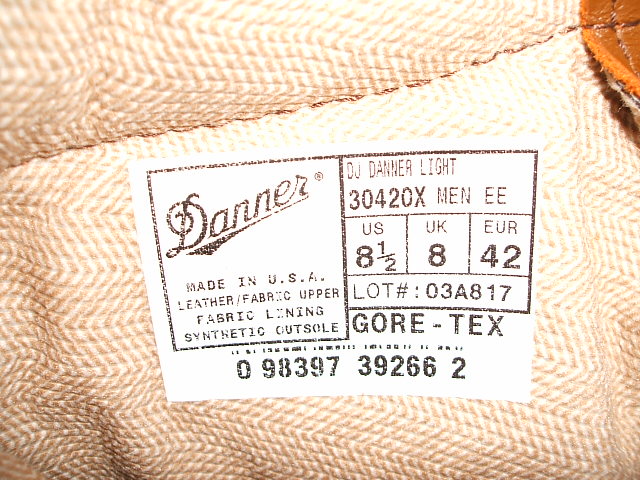 Danner®
MADE IN U.S.A.
LEATHER/FABRIC UPPER
FABRIC LINING
SYNTHETIC OUTSOLE
DJ DANNER LIGHT
30420X MEN EE
US UK EUR
8½ 8 42
LOT#: 03A817
GORE-TEX
0 98397 39266 2